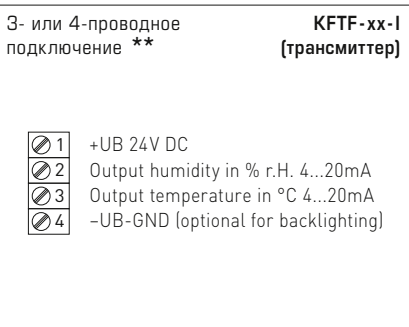 3- или 4-проводное KFTF-xx-I
подключение ** (трансмиттер)
1 +UB 24V DC
2 Output humidity in % r.H. 4...20mA
3 Output temperature in °C 4...20mA
4 –UB-GND (optional for backlighting)